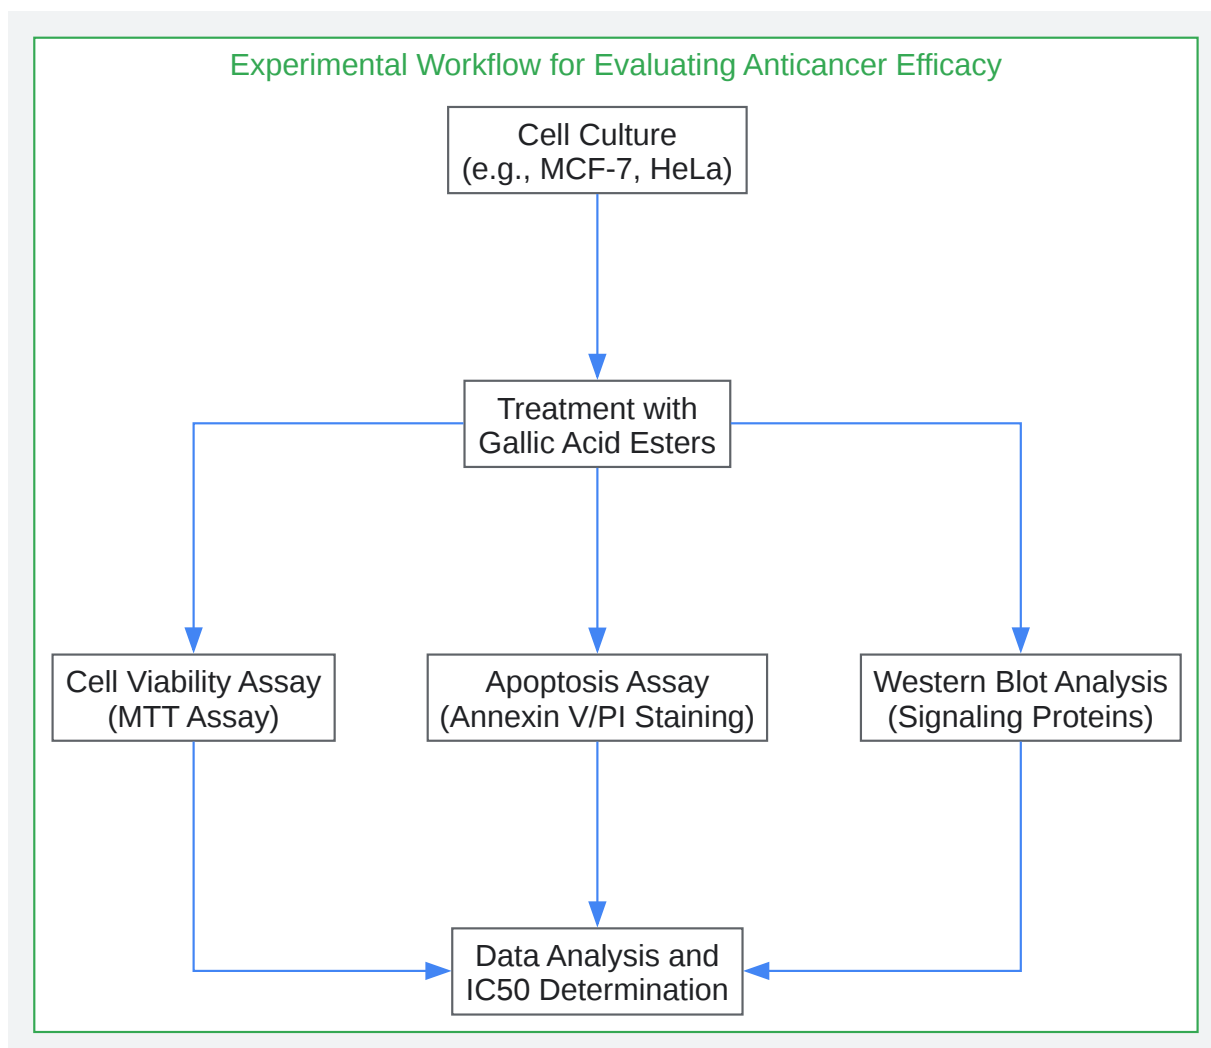 Experimental Workflow for Evaluating Anticancer Efficacy
Cell Culture
(e.g., MCF-7, HeLa)
Treatment with
Gallic Acid Esters
Cell Viability Assay
(MTT Assay)
Apoptosis Assay
(Annexin V/PI Staining)
Western Blot Analysis
(Signaling Proteins)
Data Analysis and
IC50 Determination